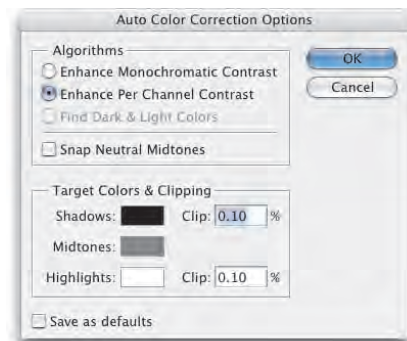 Auto Color Correction Options
Algorithms
Enhance Monochromatic Contrast
Enhance Per Channel Contrast
Find Dark & Light Colors
Snap Neutral Midtones
OK
Cancel
Target Colors & Clipping
Shadows: Clip: 0.10 %
Midtones:
Highlights: Clip: 0.10 %
Save as defaults